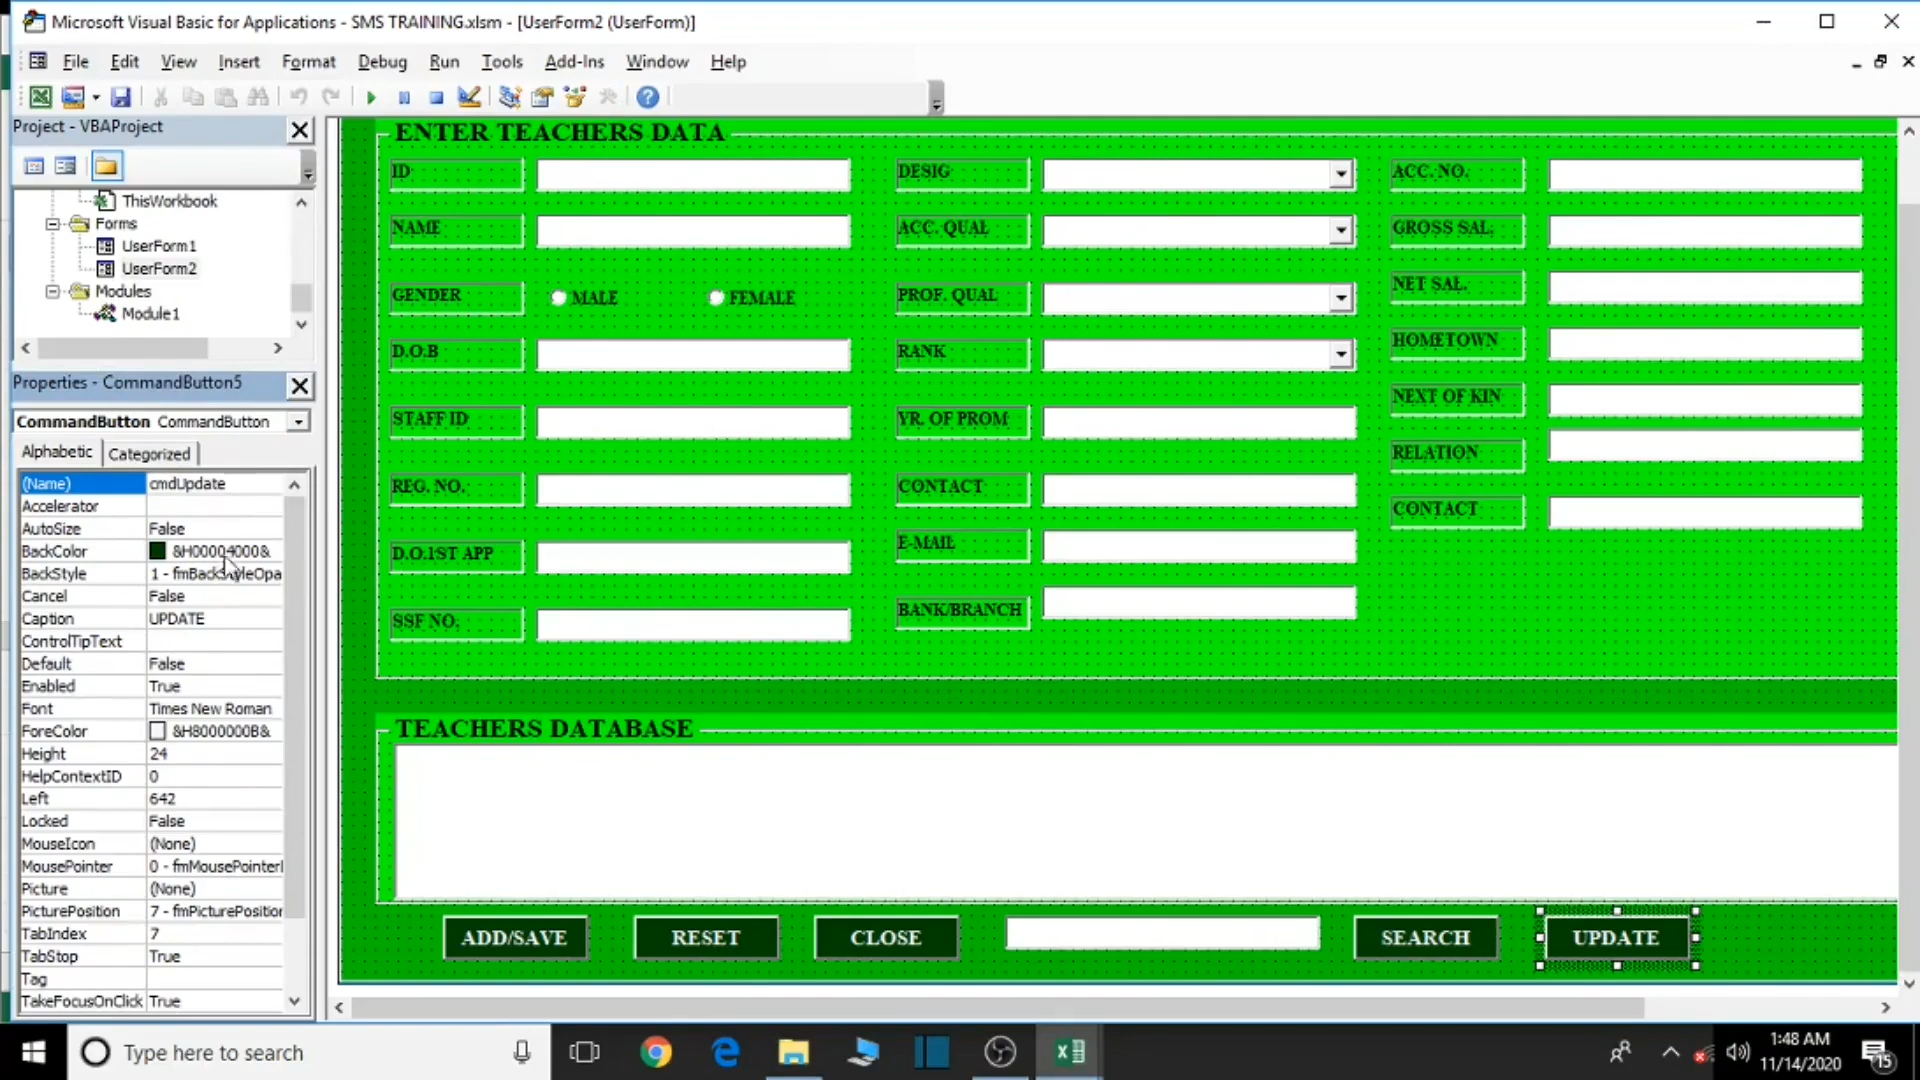 Microsoft Visual Basic for Applications - SMS TRAINING.xlsm - [UserForm2 (UserForm)]
File Edit View Insert Format Debug Run Tools Add-Ins Window Help
Project - VBAProject
ThisWorkbook
Forms
UserForm1
UserForm2
Modules
Module1
Properties - CommandButton5
CommandButton CommandButton
Alphabetic Categorized
(Name) cmdUpdate
Accelerator
AutoSize False
BackColor &H00004000&
BackStyle 1 - fmBackStyleOpa
Cancel False
Caption UPDATE
ControlTipText
Default False
Enabled True
Font Times New Roman
ForeColor &H8000000B&
Height 24
HelpContextID 0
Left 642
Locked False
MouseIcon (None)
MousePointer 0 - fmMousePointerI
Picture (None)
PicturePosition 7 - fmPicturePosition
TabIndex 7
TabStop True
Tag
TakeFocusOnClick True
ENTER TEACHERS DATA
ID
NAME
GENDER MALE FEMALE
D.O.B
STAFF ID
REG. NO.
D.O.1ST APP
SSF NO.
DESIG
ACC. QUAL
PROF. QUAL
RANK
YR. OF PROM
CONTACT
E-MAIL
BANK/BRANCH
ACC. NO.
GROSS SAL.
NET SAL.
HOMETOWN
NEXT OF KIN
RELATION
CONTACT
TEACHERS DATABASE
ADD/SAVE RESET CLOSE SEARCH UPDATE
Type here to search
1:48 AM
11/14/2020
15